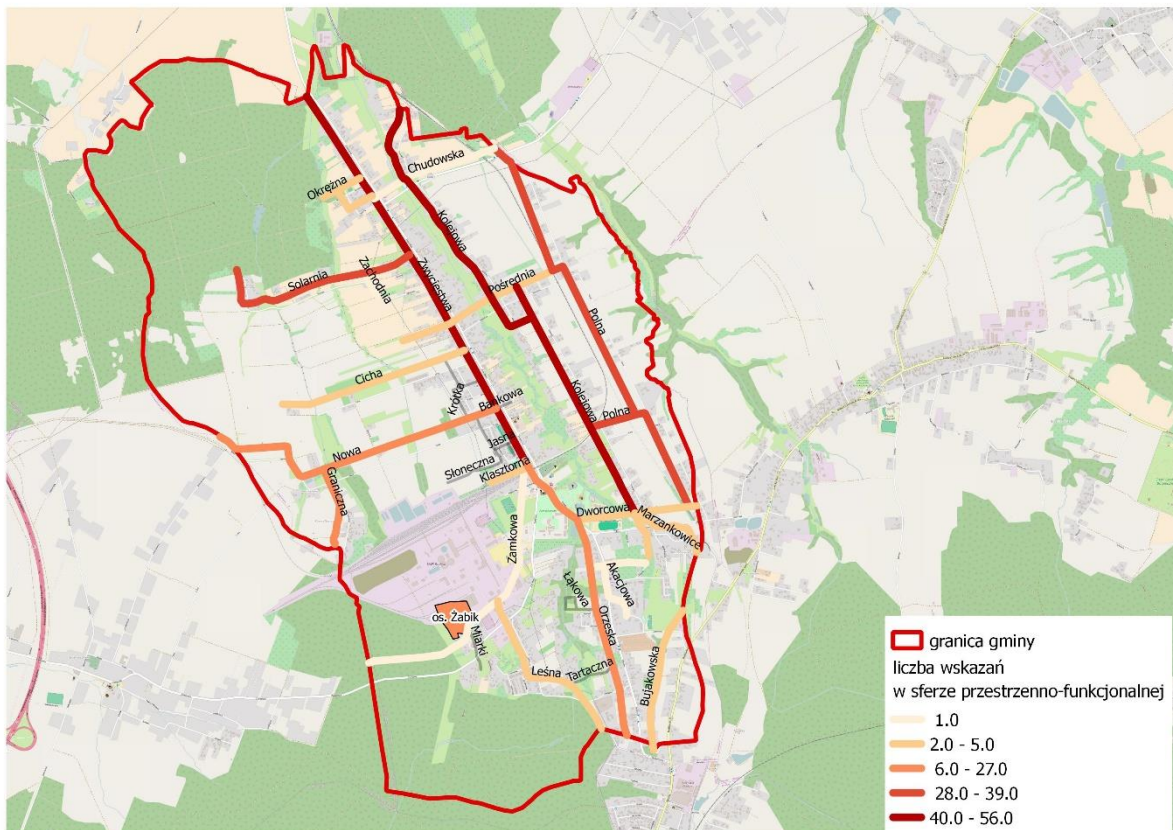 Chudowska
Okrężna
Kolejowa
Zachodnia
Zwycięstwa
Solarnia
Pośrednia
Polna
Cicha
Krótka
Kolejowa
Bankowa
Polna
Jasna
Nowa
Słoneczna
Klasztorna
Graniczna
Dworcowa
Marzankowice
Zamkowa
Akacjowa
Łąkowa
Orzeska
os. Żabik
Miarki
Leśna
Tartaczna
Bujakowska
granica gminy
liczba wskazań
w sferze przestrzenno-funkcjonalnej
1.0
2.0 - 5.0
6.0 - 27.0
28.0 - 39.0
40.0 - 56.0